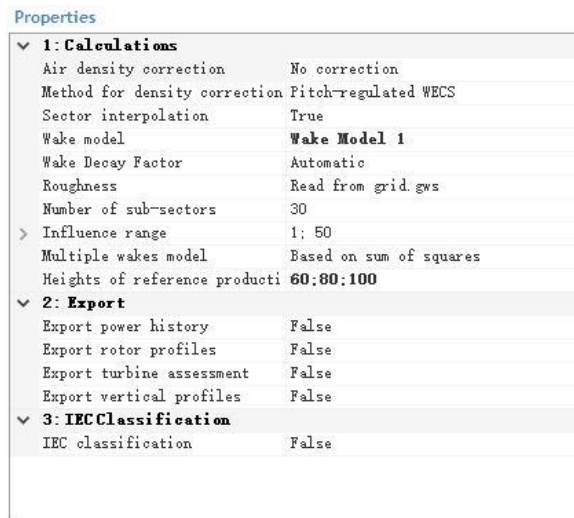 Properties
1: Calculations
Air density correction No correction
Method for density correction Pitch-regulated WECS
Sector interpolation True
Wake model Wake Model 1
Wake Decay Factor Automatic
Roughness Read from grid.gws
Number of sub-sectors 30
Influence range 1; 50
Multiple wakes model Based on sum of squares
Heights of reference producti 60;80;100
2: Export
Export power history False
Export rotor profiles False
Export turbine assessment False
Export vertical profiles False
3: IECClassification
IEC classification False